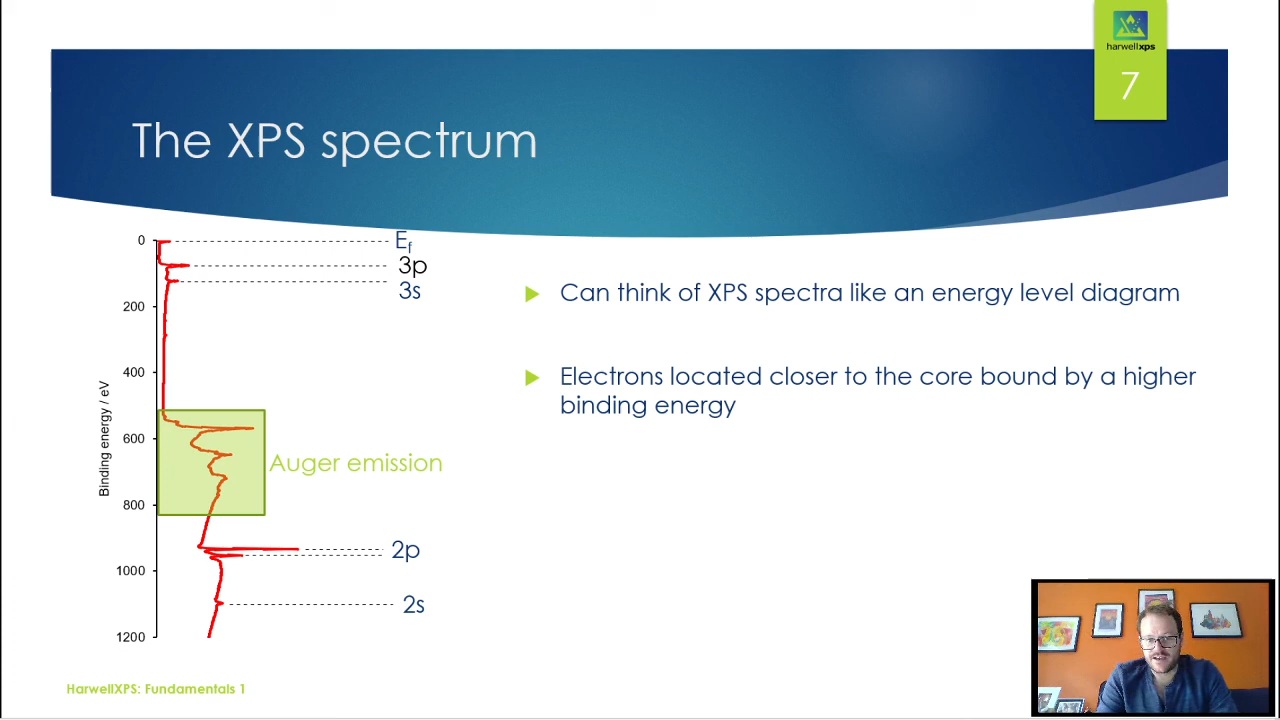 harwellxps
7
The XPS spectrum
0
200
400
600
800
1000
1200
Binding energy / eV
Ef
3p
3s
Auger emission
2p
2s
Can think of XPS spectra like an energy level diagram
Electrons located closer to the core bound by a higher
binding energy
HarwellXPS: Fundamentals 1